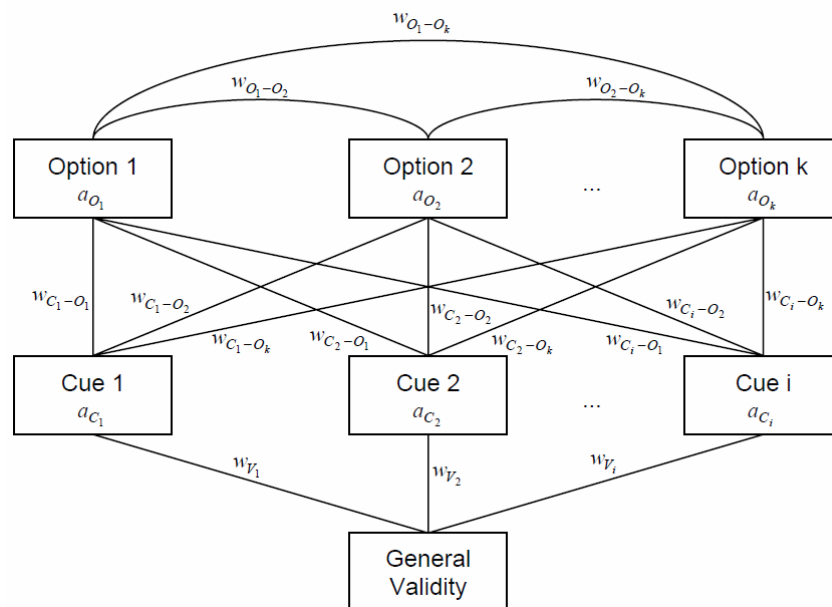 w_{O_1-O_k}
w_{O_1-O_2} w_{O_2-O_k}
Option 1 Option 2 Option k
a_{O_1} a_{O_2} ... a_{O_k}
w_{C_1-O_1} w_{C_1-O_2} w_{C_1-O_k} w_{C_2-O_1} w_{C_2-O_2} w_{C_2-O_k} w_{C_i-O_1} w_{C_i-O_2} w_{C_i-O_k}
Cue 1 Cue 2 Cue i
a_{C_1} a_{C_2} ... a_{C_i}
w_{V_1} w_{V_2} w_{V_i}
General
Validity